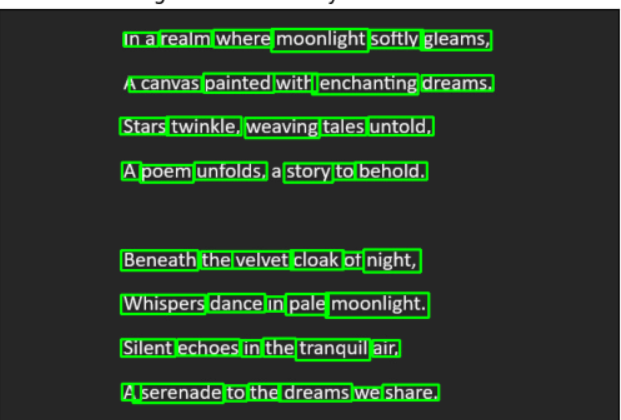 In a realm where moonlight softly gleams,
A canvas painted with enchanting dreams.
Stars twinkle, weaving tales untold,
A poem unfolds, a story to behold.
Beneath the velvet cloak of night,
Whispers dance in pale moonlight.
Silent echoes in the tranquil air,
A serenade to the dreams we share.